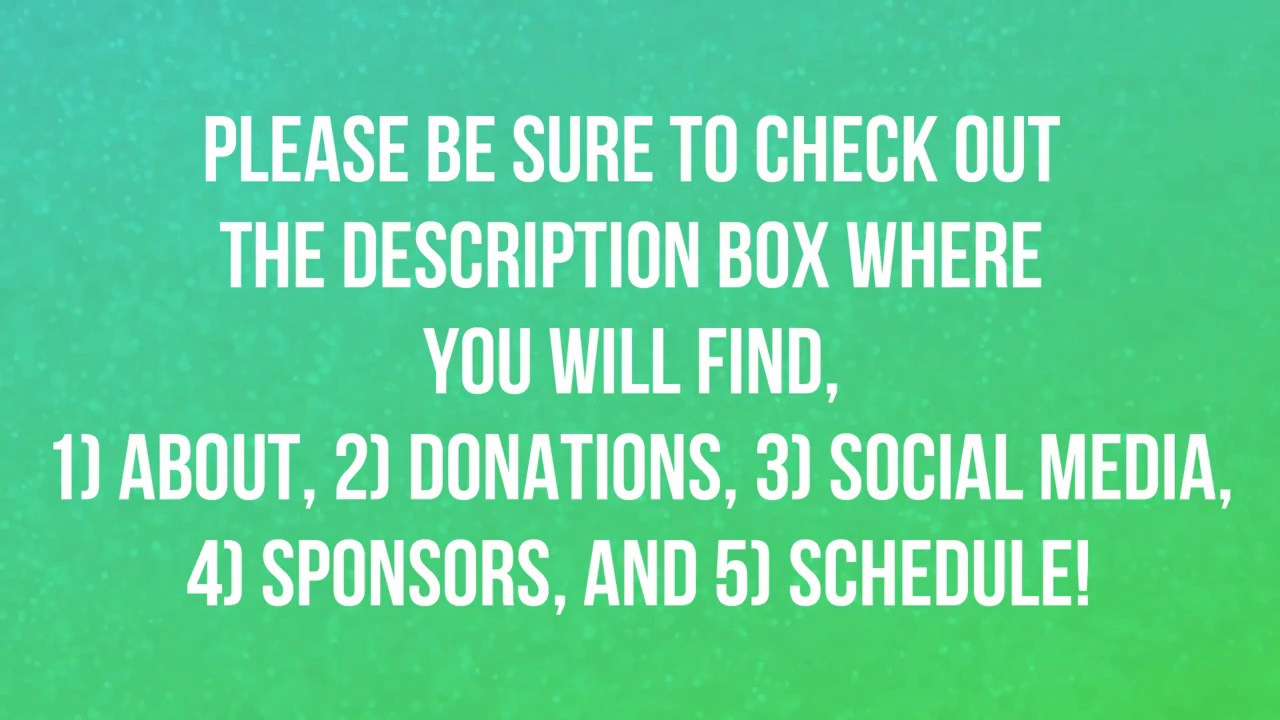 PLEASE BE SURE TO CHECK OUT
THE DESCRIPTION BOX WHERE
YOU WILL FIND,
1) ABOUT, 2) DONATIONS, 3) SOCIAL MEDIA,
4) SPONSORS, AND 5) SCHEDULE!